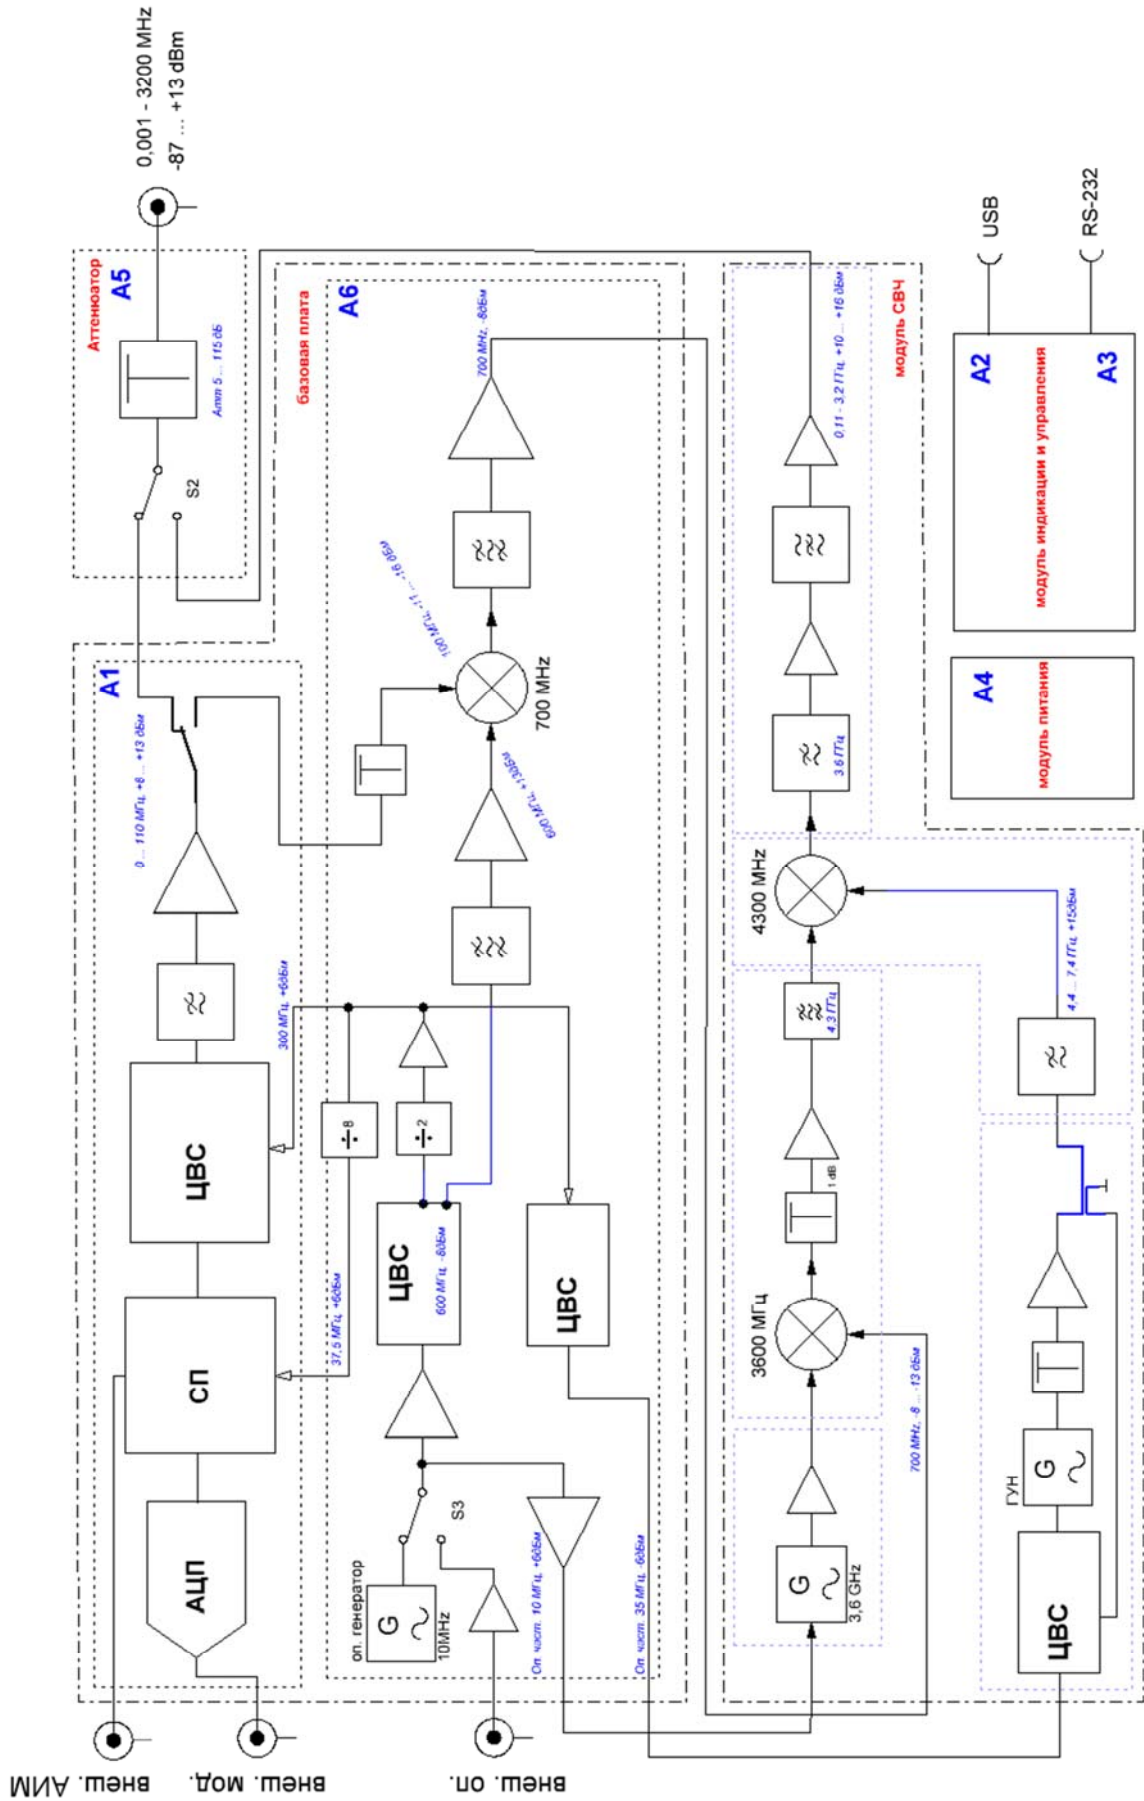 0,001 - 3200 MHz
-87 ... +13 dBm
Аттенюатор
A5
Атт 5 ... 115 дБ
S2
базовая плата
A1
0 ... 110 МГц, +8 ... +13 дБм
300 МГц, +6дБм
ЦВС
СП
АЦП
37,5 МГц, +6дБм
внеш. АИМ
внеш. мод.
внеш. оп.
A6
700 MHz, -8дБм
100 МГц, -11 ... -16 дБм
700 MHz
600 МГц, +13дБм
÷8
÷2
ЦВС
600 МГц, -8дБм
ЦВС
S3
оп. генератор
G
10MHz
Оп. част. 10 МГц, +6дБм
Оп. част. 35 МГц, -6дБм
модуль СВЧ
0,11 - 3,2 ГГц, +10 ... +16 дБм
3.6 ГГц
4300 MHz
4,3 ГГц
1 dB
3600 МГц
700 MHz, -8 ... -13 дБм
G
3,6 GHz
4,4 ... 7,4 ГГц, +15дБм
ГУН
G
ЦВС
USB
RS-232
A2
A3
модуль индикации и управления
A4
модуль питания